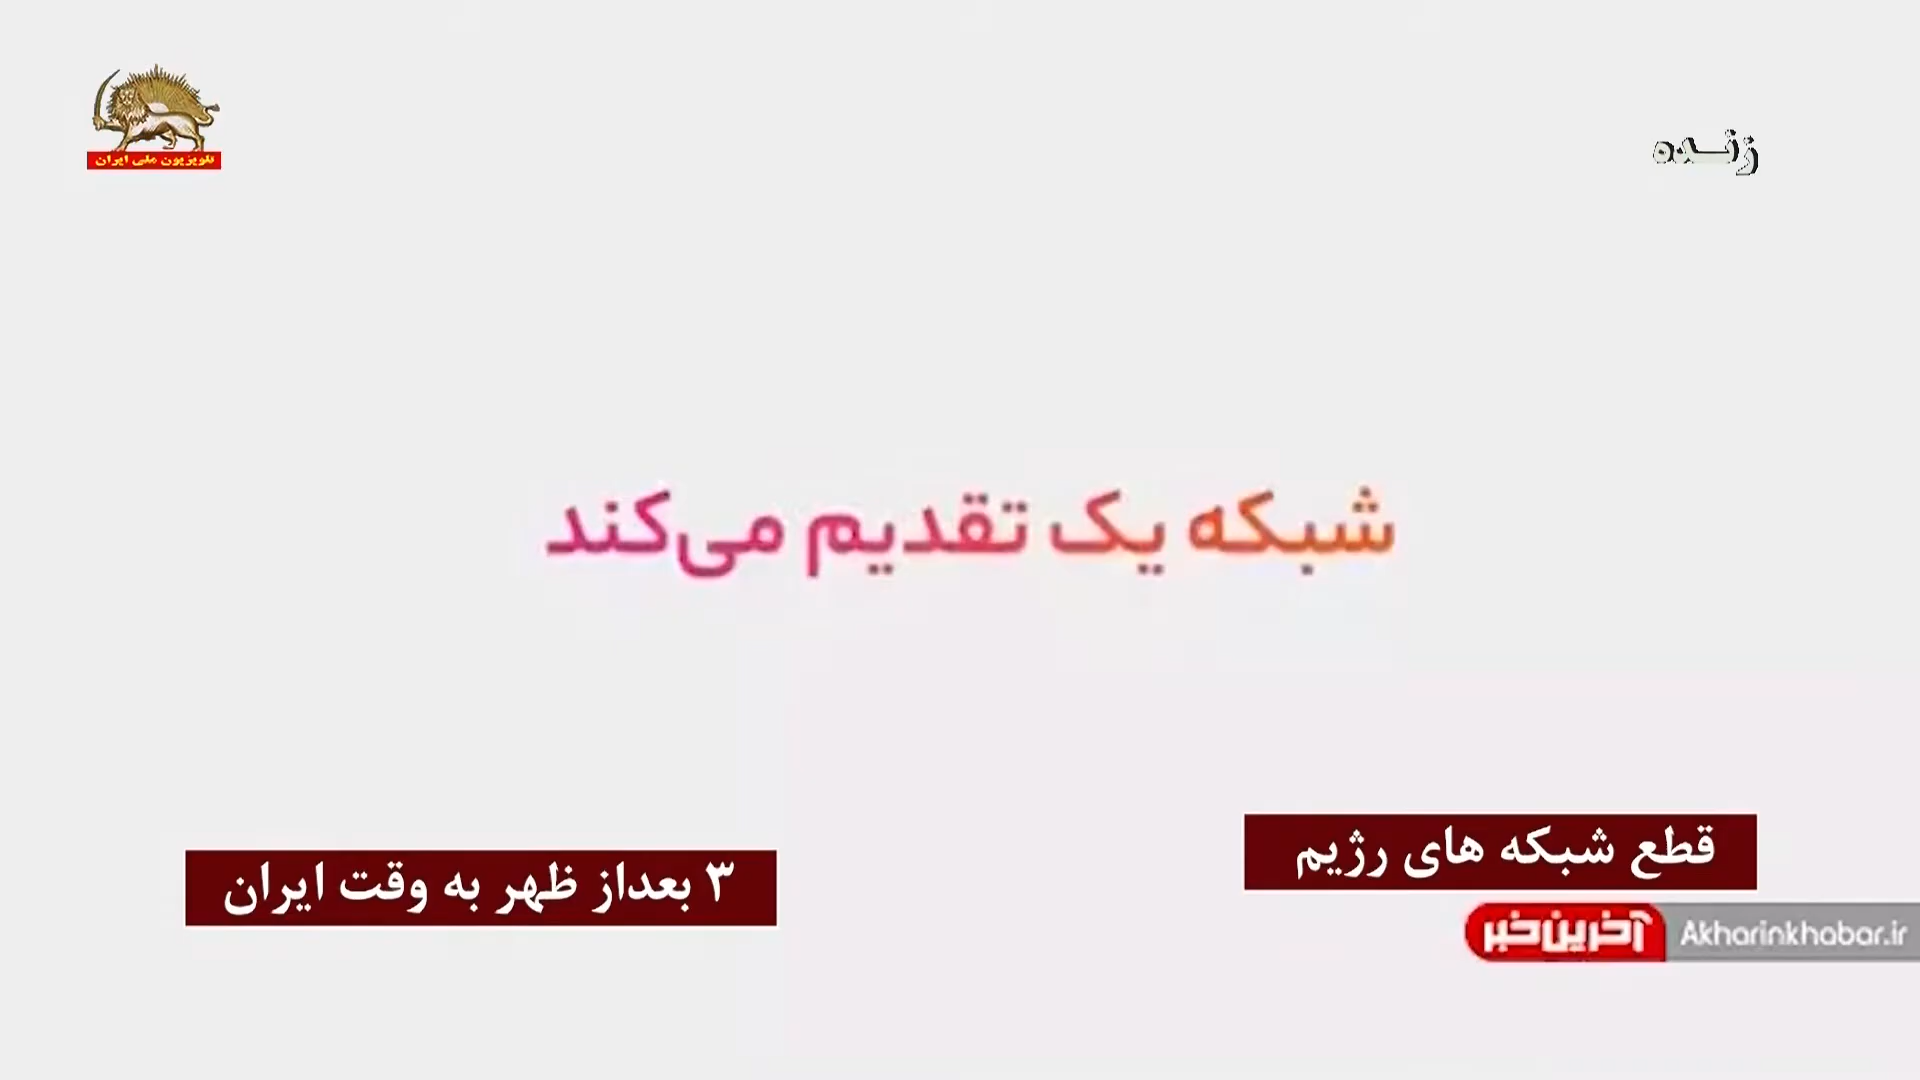 زنده
تلویزیون ملی ایران
شبکه یک تقدیم می‌کند
قطع شبکه های رژیم
۳ بعداز ظهر به وقت ایران
آخرین خبر Akharinkhabar.ir